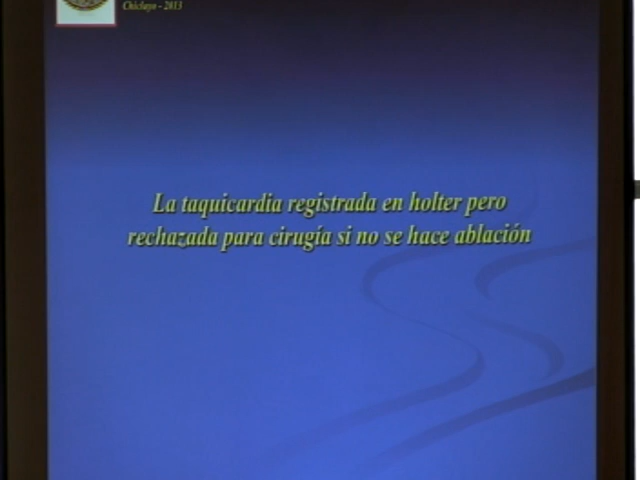 Chiclayo - 2013
La taquicardia registrada en holter pero
rechazada para cirugía si no se hace ablación